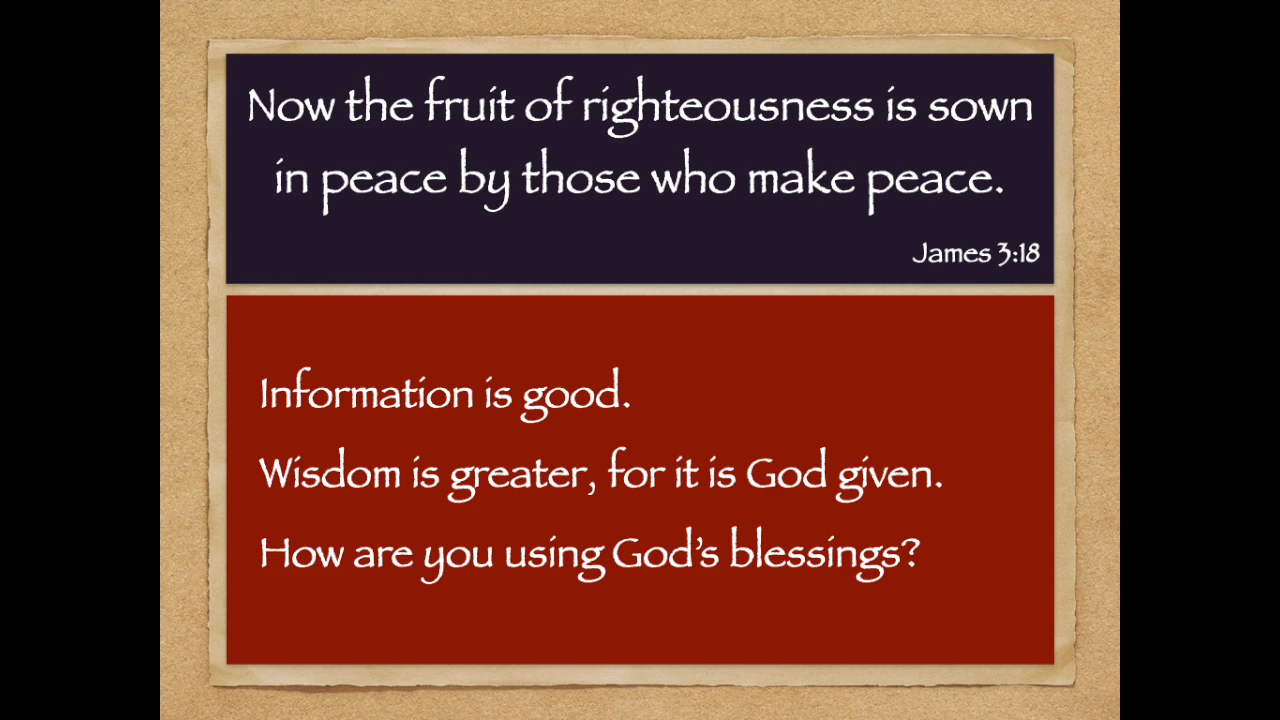 Now the fruit of righteousness is sown
in peace by those who make peace.
James 3:18
Information is good.
Wisdom is greater, for it is God given.
How are you using God's blessings?